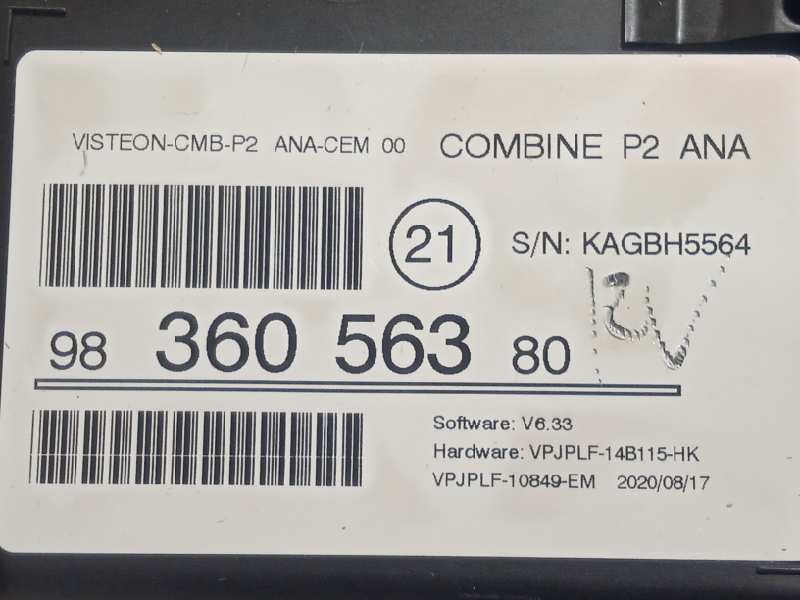 VISTEON-CMB-P2 ANA-CEM 00 COMBINE P2 ANA
21 S/N: KAGBH5564
98 360 563 80
Software: V6.33
Hardware: VPJPLF-14B115-HK
VPJPLF-10849-EM 2020/08/17